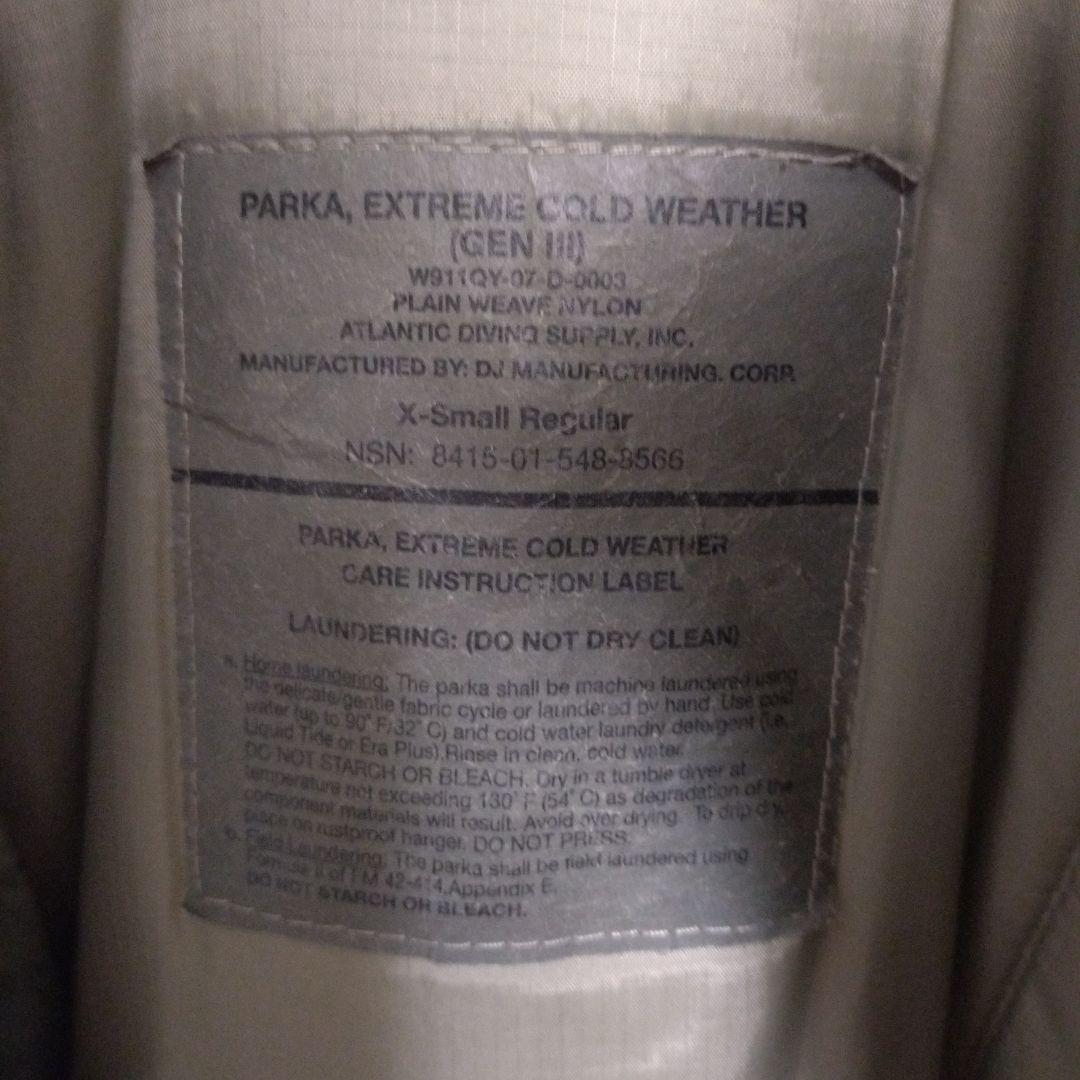 PARKA, EXTREME COLD WEATHER
(GEN III)
W911QY-07-D-0003
PLAIN WEAVE NYLON
ATLANTIC DIVING SUPPLY, INC.
MANUFACTURED BY: DJ MANUFACTURING. CORP.
X-Small Regular
NSN: 8415-01-548-8566
PARKA, EXTREME COLD WEATHER
CARE INSTRUCTION LABEL
LAUNDERING: (DO NOT DRY CLEAN)
a. Home laundering: The parka shall be machine laundered using
the delicate/gentle fabric cycle or laundered by hand. Use cold
water (up to 90° F/32° C) and cold water laundry detergent (i.e.
Liquid Tide or Era Plus). Rinse in clean, cold water.
DO NOT STARCH OR BLEACH. Dry in a tumble dryer at
temperature not exceeding 130° F (54° C) as degradation of the
component materials will result. Avoid over drying. To drip dry,
place on rustproof hanger. DO NOT PRESS.
b. Field Laundering: The parka shall be field laundered using
Formula II of FM 42-414, Appendix E.
DO NOT STARCH OR BLEACH.